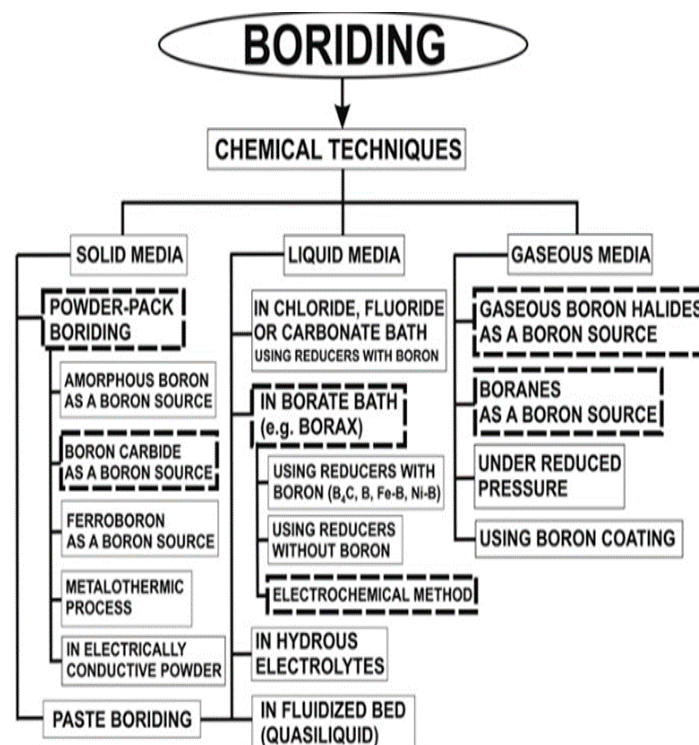 BORIDING
CHEMICAL TECHNIQUES
SOLID MEDIA
POWDER-PACK
BORIDING
AMORPHOUS BORON
AS A BORON SOURCE
BORON CARBIDE
AS A BORON SOURCE
FERROBORON
AS A BORON SOURCE
METALOTHERMIC
PROCESS
IN ELECTRICALLY
CONDUCTIVE POWDER
PASTE BORIDING
LIQUID MEDIA
IN CHLORIDE, FLUORIDE
OR CARBONATE BATH
USING REDUCERS WITH BORON
IN BORATE BATH
(e.g. BORAX)
USING REDUCERS WITH
BORON (B₄C, B, Fe-B, Ni-B)
USING REDUCERS
WITHOUT BORON
ELECTROCHEMICAL METHOD
IN HYDROUS
ELECTROLYTES
IN FLUIDIZED BED
(QUASILIQUID)
GASEOUS MEDIA
GASEOUS BORON HALIDES
AS A BORON SOURCE
BORANES
AS A BORON SOURCE
UNDER REDUCED
PRESSURE
USING BORON COATING